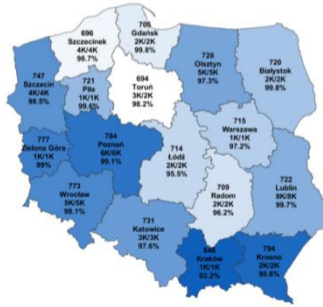 705
Gdańsk
2K/2K
99.8%
696
Szczecinek
4K/4K
98.7%
728
Olsztyn
5K/5K
97.3%
720
Białystok
2K/2K
99.8%
747
Szczecin
4K/4K
98.5%
721
Piła
1K/1K
99.6%
694
Toruń
3K/2K
98.2%
715
Warszawa
1K/1K
97.2%
777
Zielona Góra
1K/1K
99%
784
Poznań
6K/6K
99.1%
714
Łódź
2K/2K
95.5%
722
Lublin
8K/8K
99.7%
773
Wrocław
5K/5K
98.1%
709
Radom
2K/2K
96.2%
731
Katowice
3K/3K
97.6%
846
Kraków
1K/1K
93.2%
794
Krosno
2K/2K
95.6%